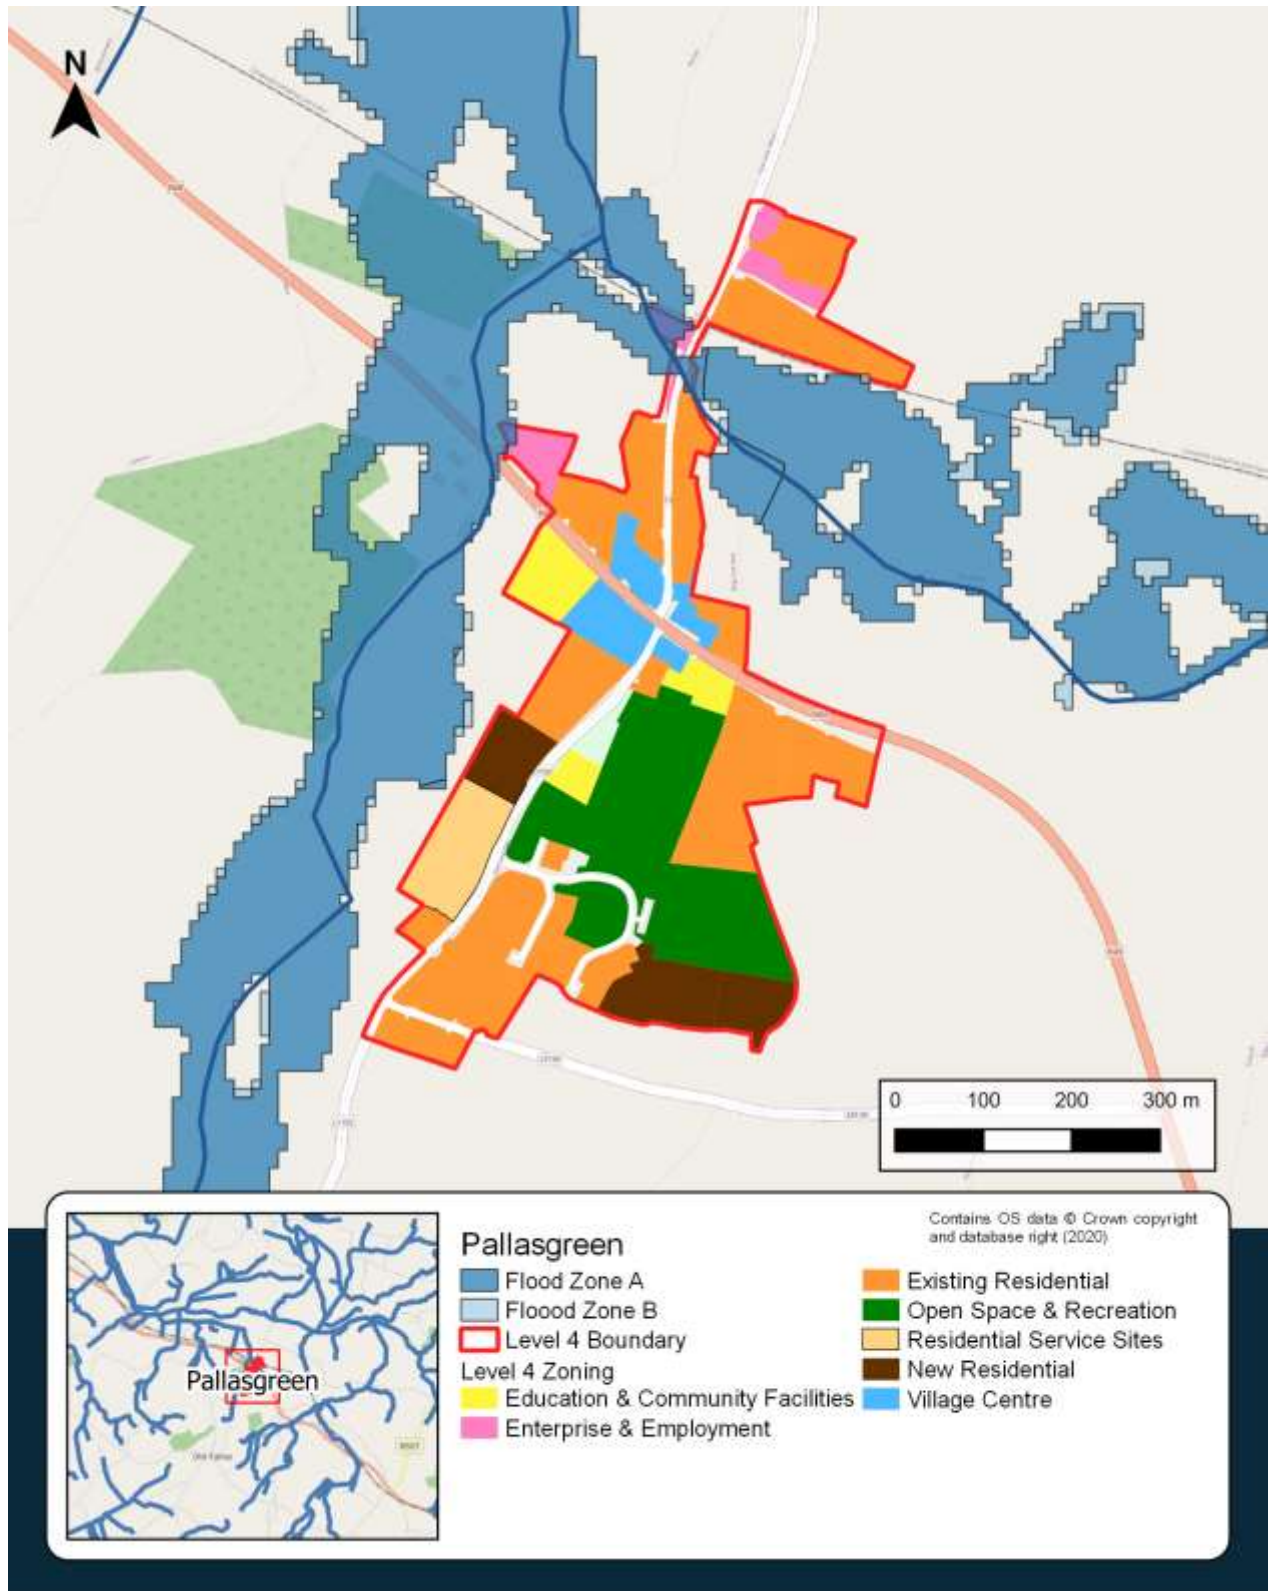 N
0 100 200 300 m
Contains OS data © Crown copyright
and database right (2020)
Pallasgreen
Flood Zone A
Floood Zone B
Level 4 Boundary
Level 4 Zoning
Education & Community Facilities
Enterprise & Employment
Existing Residential
Open Space & Recreation
Residential Service Sites
New Residential
Village Centre
Pallasgreen